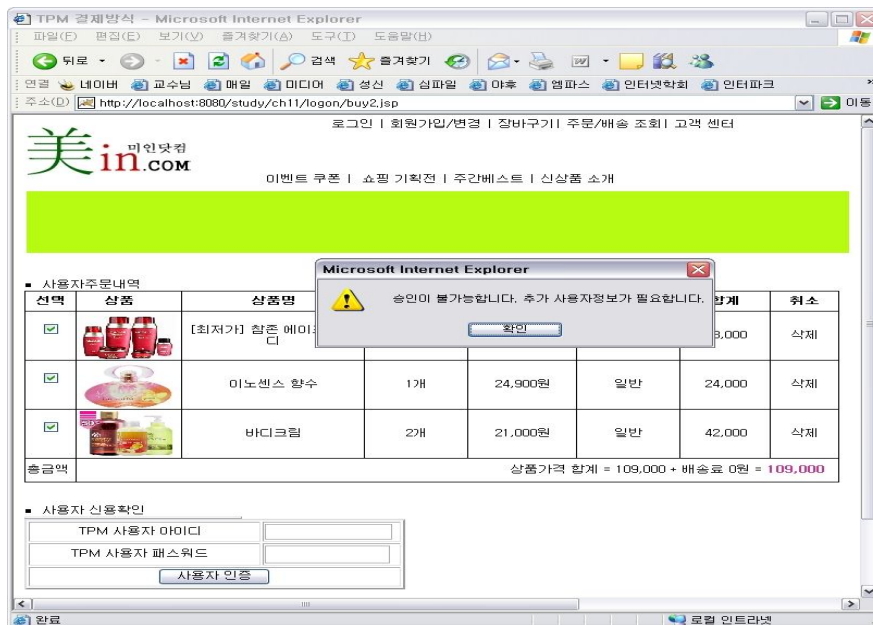 TPM 결제방식 - Microsoft Internet Explorer
파일(F) 편집(E) 보기(V) 즐겨찾기(A) 도구(T) 도움말(H)
뒤로 검색 즐겨찾기
연결 네이버 교수님 메일 미디어 성신 심파일 야후 엠파스 인터넷학회 인터파크
주소(D) http://localhost:8080/study/ch11/logon/buy2.jsp 이동
로그인 | 회원가입/변경 | 장바구기| 주문/배송 조회| 고객 센터
美in.COM 미인닷컴
이벤트 쿠폰 | 쇼핑 기획전 | 주간베스트 | 신상품 소개
Microsoft Internet Explorer
승인이 불가능합니다. 추가 사용자정보가 필요합니다.
확인
사용자주문내역
선택 상품 상품명 합계 취소
[최저가] 참존 에이 디 3,000 삭제
이노센스 향수 1개 24,900원 일반 24,000 삭제
바디크림 2개 21,000원 일반 42,000 삭제
총금액 상품가격 합계 = 109,000 + 배송료 0원 = 109,000
사용자 신용확인
TPM 사용자 아이디
TPM 사용자 패스워드
사용자 인증
완료 로컬 인트라넷